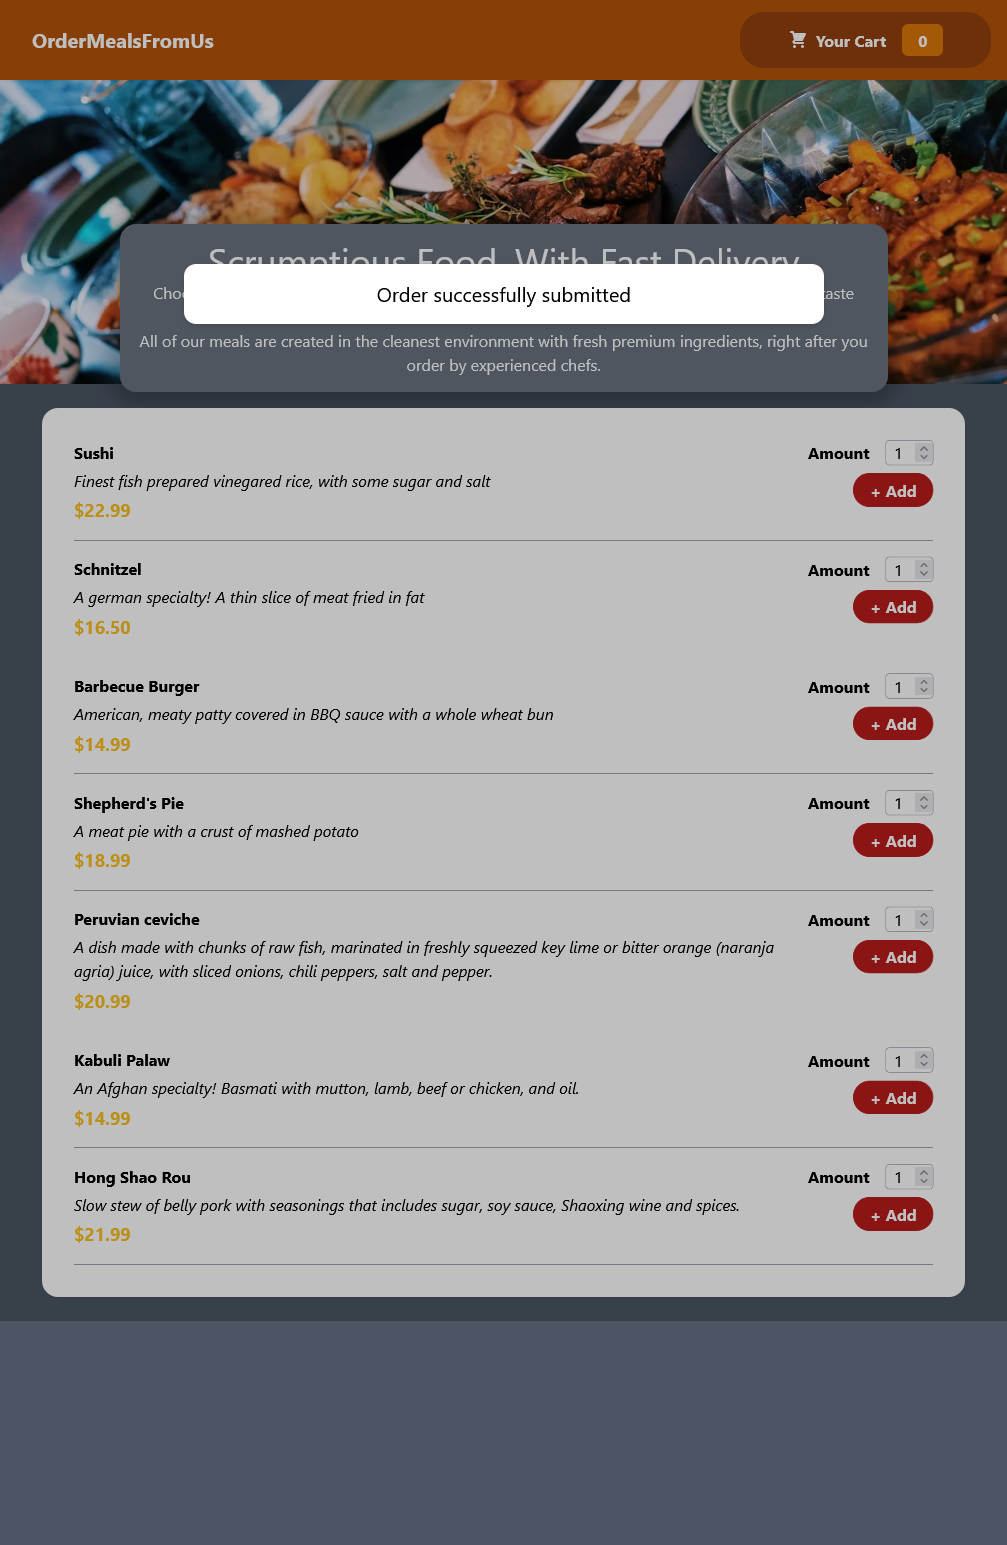 OrderMealsFromUs
Your Cart 0
Scrumptious Food, With Fast Delivery
Order successfully submitted
taste
All of our meals are created in the cleanest environment with fresh premium ingredients, right after you
order by experienced chefs.
Sushi
Amount 1
Finest fish prepared vinegared rice, with some sugar and salt
+ Add
$22.99
Schnitzel
Amount 1
A german specialty! A thin slice of meat fried in fat
+ Add
$16.50
Barbecue Burger
Amount 1
American, meaty patty covered in BBQ sauce with a whole wheat bun
+ Add
$14.99
Shepherd's Pie
Amount 1
A meat pie with a crust of mashed potato
+ Add
$18.99
Peruvian ceviche
Amount 1
A dish made with chunks of raw fish, marinated in freshly squeezed key lime or bitter orange (naranja
agria) juice, with sliced onions, chili peppers, salt and pepper.
+ Add
$20.99
Kabuli Palaw
Amount 1
An Afghan specialty! Basmati with mutton, lamb, beef or chicken, and oil.
+ Add
$14.99
Hong Shao Rou
Amount 1
Slow stew of belly pork with seasonings that includes sugar, soy sauce, Shaoxing wine and spices.
+ Add
$21.99